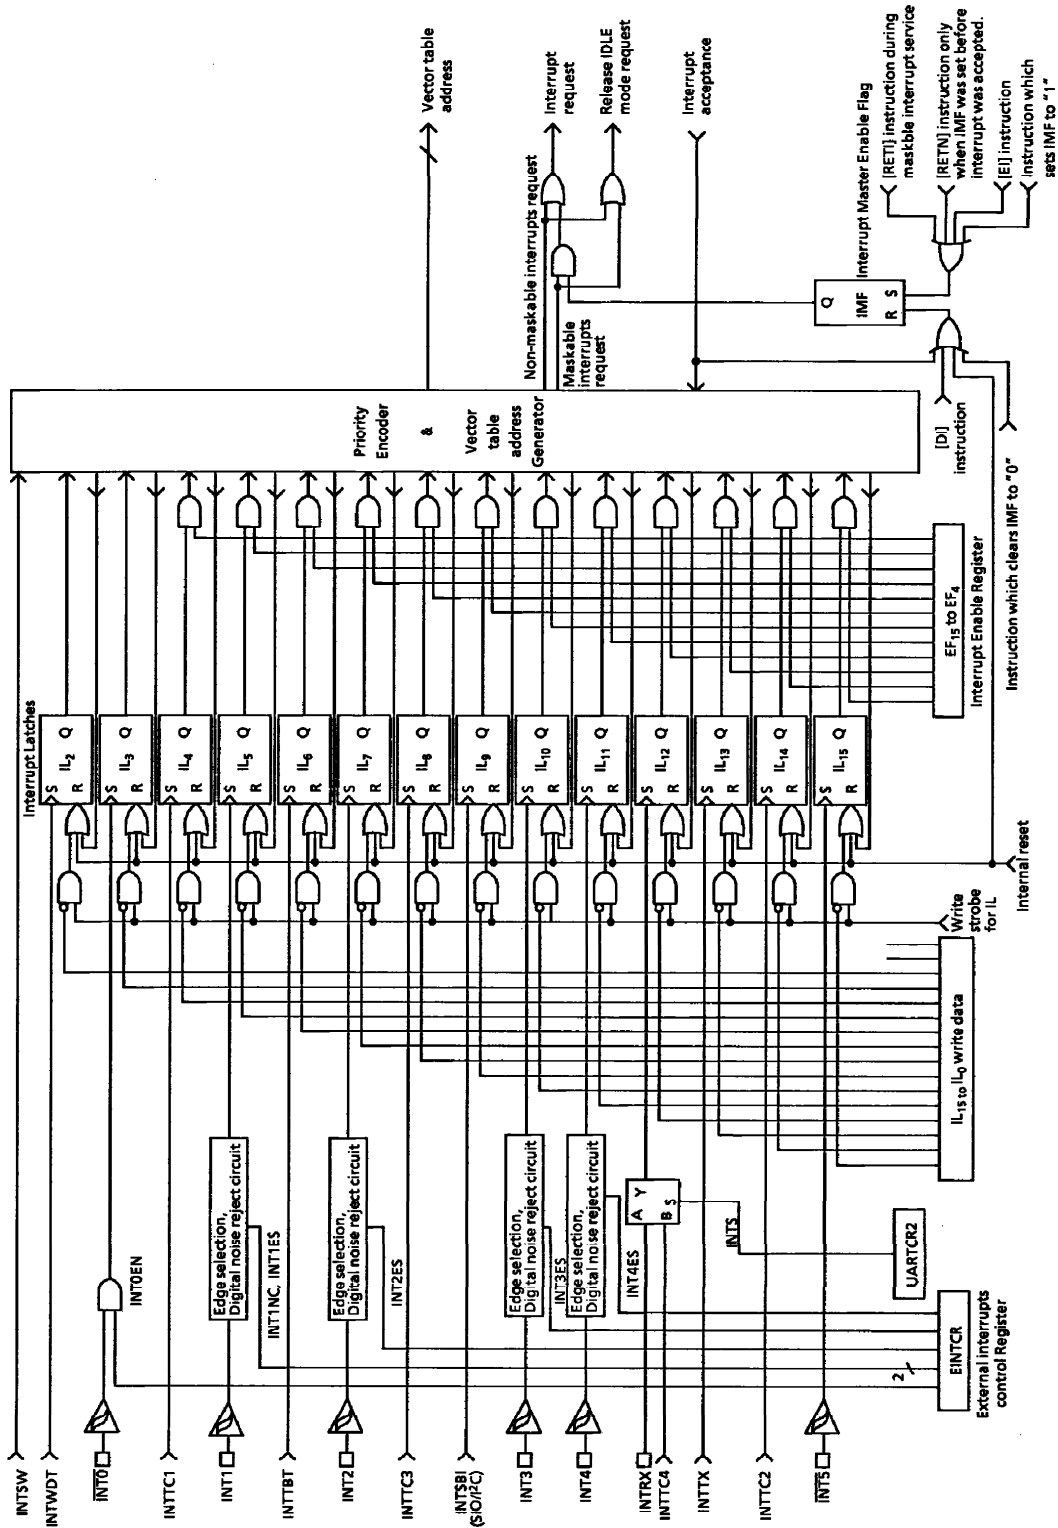 INTSW
INTWDT
INT0
INTTC1
INT1
INTTBT
INT2
INTTC3
INTSBI
(SIO/I²C)
INT3
INT4
INTRX
INTTC4
INTTX
INTTC2
INT5
INT0EN
Edge selection,
Digital noise reject circuit
INT1NC, INT1ES
Edge selection,
Digital noise reject circuit
INT2ES
Edge selection,
Digital noise reject circuit
INT3ES
Edge selection,
Digital noise reject circuit
INT4ES
A Y
B S
INTS
UARTCR2
2
EINTCR
External interrupts
control Register
IL15 to IL0 write data
Write
strobe
for IL
Internal reset
Interrupt Latches
S Q
IL2
R
S Q
IL3
R
S Q
IL4
R
S Q
IL5
R
S Q
IL6
R
S Q
IL7
R
S Q
IL8
R
S Q
IL9
R
S Q
IL10
R
S Q
IL11
R
S Q
IL12
R
S Q
IL13
R
S Q
IL14
R
S Q
IL15
R
EF15 to EF4
Interrupt Enable Register
Instruction which clears IMF to "0"
Priority
Encoder
&
Vector
table
address
Generator
[DI]
instruction
Vector table
address
Non-maskable interrupts request
Maskable
interrupts
request
Interrupt
request
Release IDLE
mode request
Interrupt
acceptance
Q
IMF
R S
Interrupt Master Enable Flag
[RETI] instruction during
maskble interrupt service
[RETN] instruction only
when IMF was set before
interrupt was accepted.
[EI] instruction
Instruction which
sets IMF to "1"